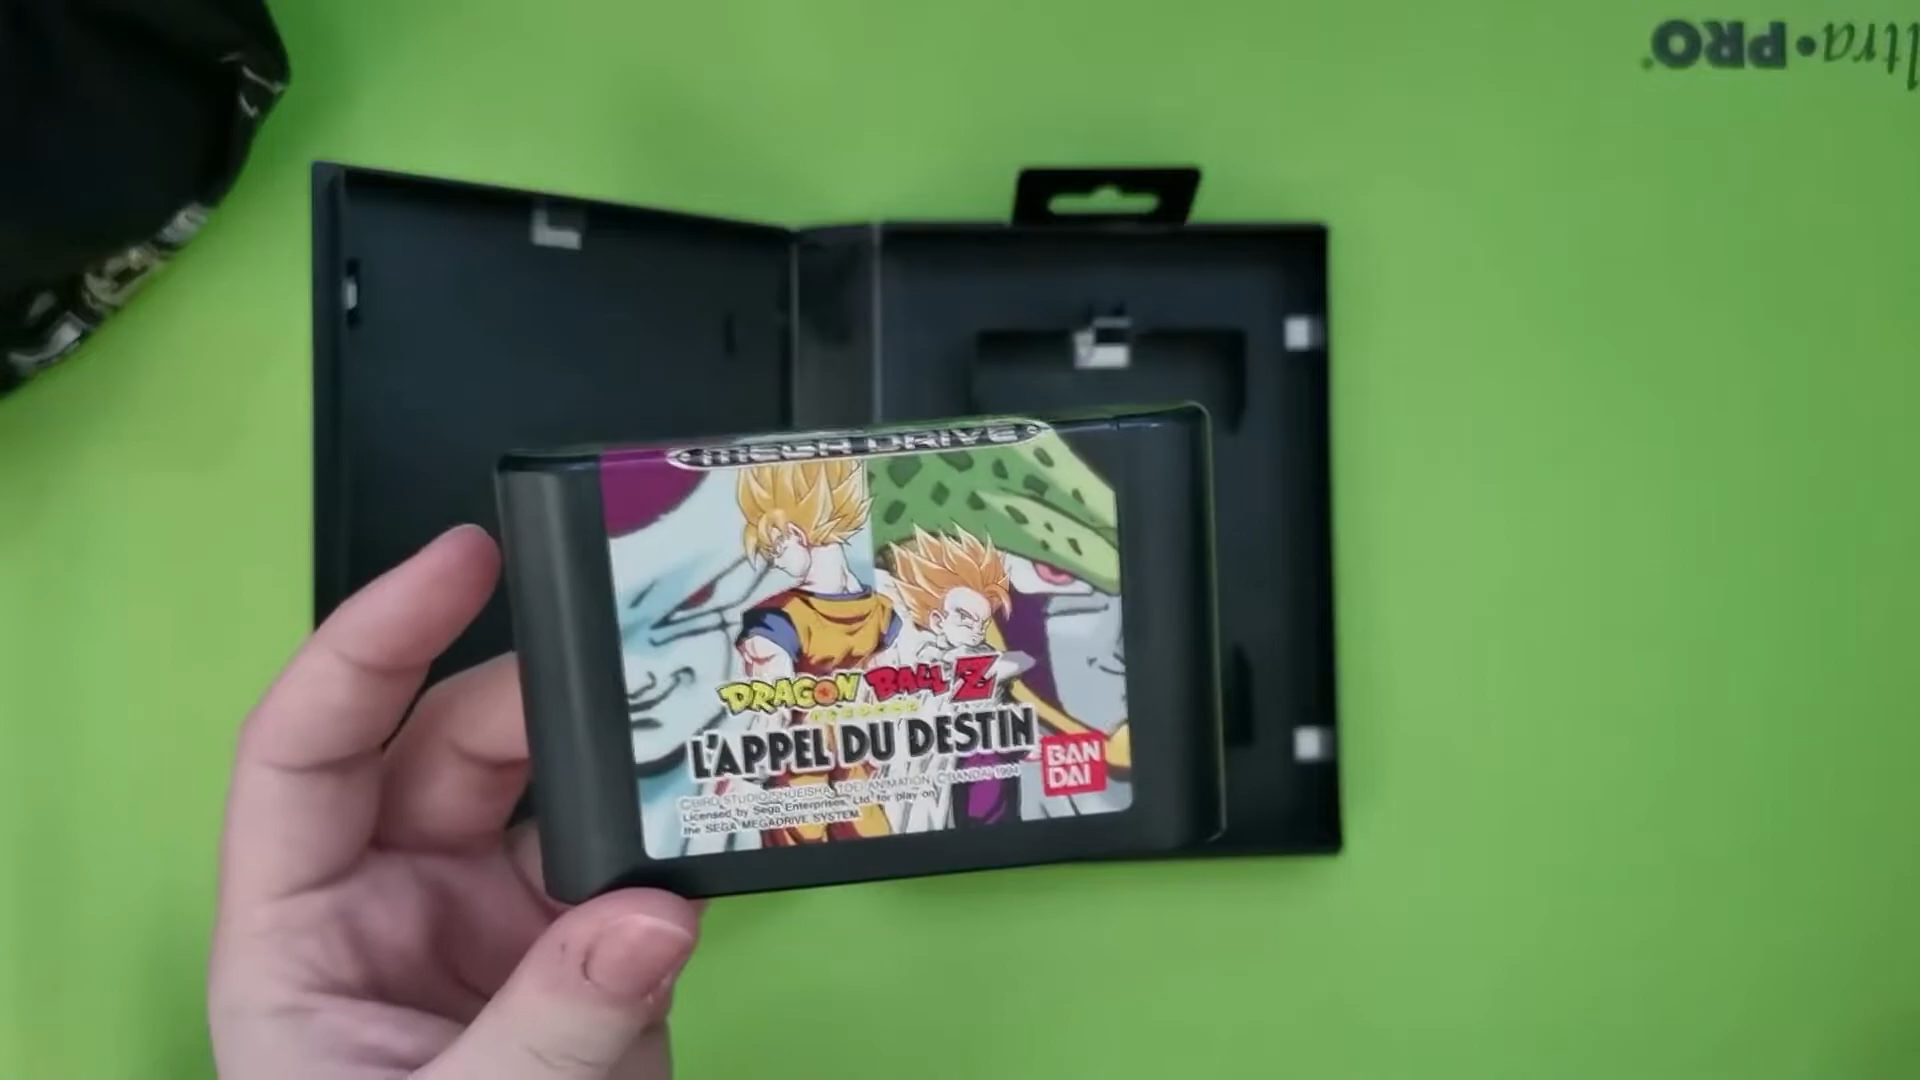 ltra•PRO®
MEGA DRIVE
DRAGON BALL Z
L'APPEL DU DESTIN
BAN
DAI
©BIRD STUDIO/SHUEISHA, TOEI ANIMATION, ©BANDAI 1994
Licensed by Sega Enterprises, Ltd. for play on
the SEGA MEGADRIVE SYSTEM.